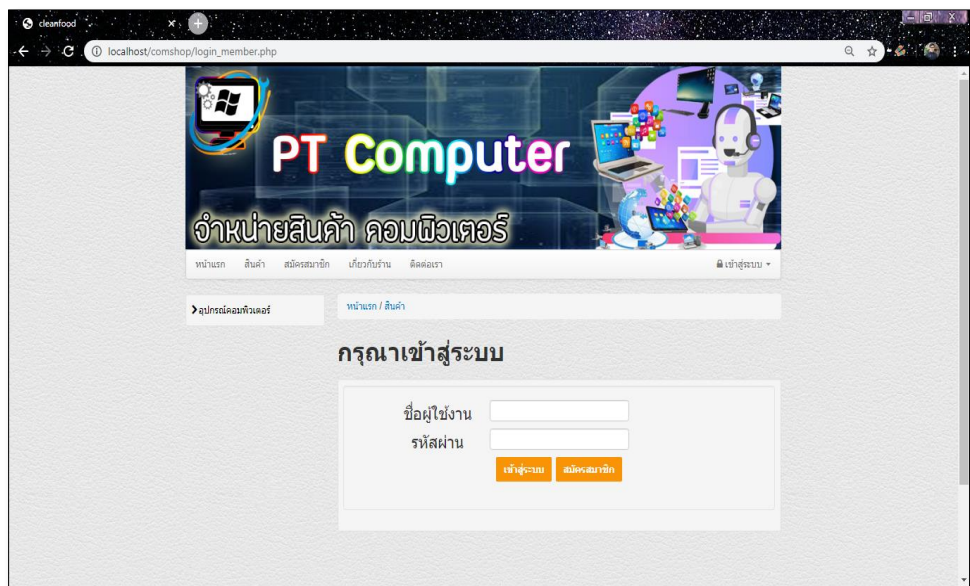 cleanfood
localhost/comshop/login_member.php
PT Computer
จำหน่ายสินค้า คอมพิวเตอร์
หน้าแรก สินค้า สมัครสมาชิก เกี่ยวกับร้าน ติดต่อเรา เข้าสู่ระบบ
อุปกรณ์คอมพิวเตอร์
หน้าแรก / สินค้า
กรุณาเข้าสู่ระบบ
ชื่อผู้ใช้งาน
รหัสผ่าน
เข้าสู่ระบบ สมัครสมาชิก